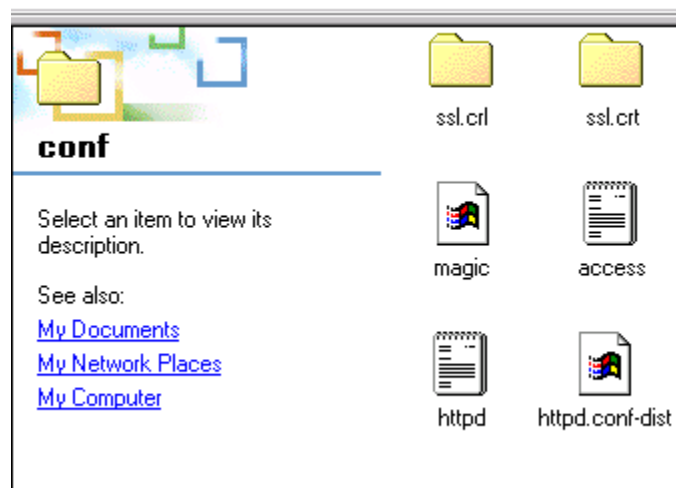 conf
Select an item to view its
description.
See also:
My Documents
My Network Places
My Computer
ssl.crl
ssl.crt
magic
access
httpd
httpd.conf-dist